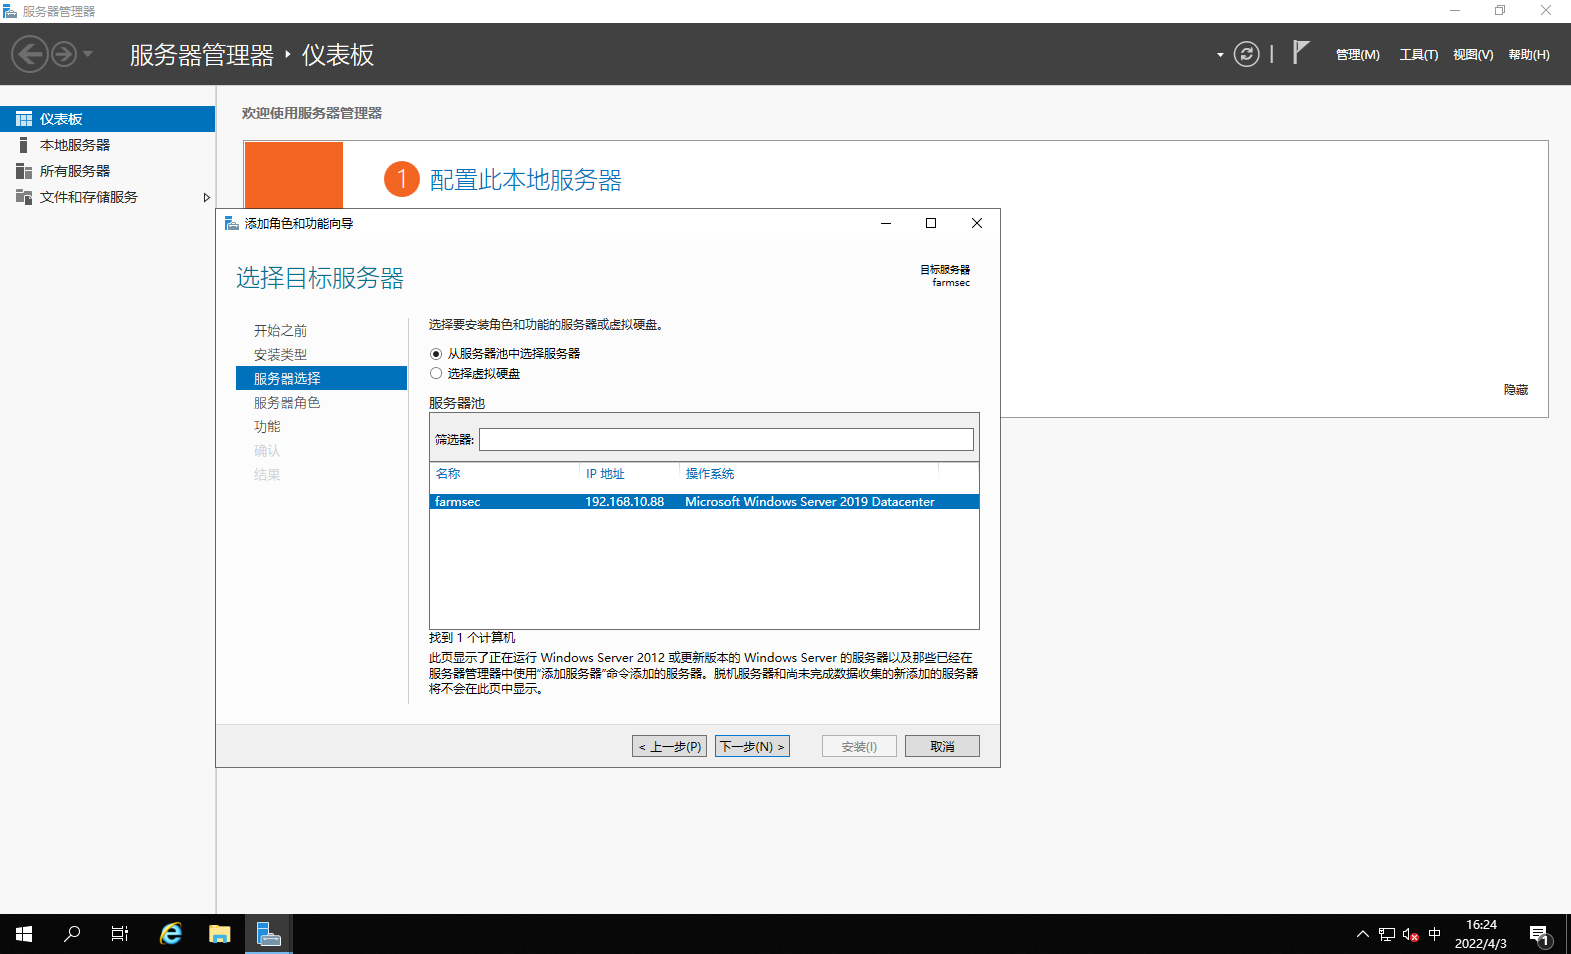 服务器管理器
服务器管理器 ‣ 仪表板
管理(M) 工具(T) 视图(V) 帮助(H)
仪表板
本地服务器
所有服务器
文件和存储服务
欢迎使用服务器管理器
1 配置此本地服务器
隐藏
添加角色和功能向导
选择目标服务器
目标服务器
farmsec
开始之前
安装类型
服务器选择
服务器角色
功能
确认
结果
选择要安装角色和功能的服务器或虚拟硬盘。
从服务器池中选择服务器
选择虚拟硬盘
服务器池
筛选器:
名称 IP 地址 操作系统
farmsec 192.168.10.88 Microsoft Windows Server 2019 Datacenter
找到 1 个计算机
此页显示了正在运行 Windows Server 2012 或更新版本的 Windows Server 的服务器以及那些已经在
服务器管理器中使用"添加服务器"命令添加的服务器。脱机服务器和尚未完成数据收集的新添加的服务器
将不会在此页中显示。
< 上一步(P) 下一步(N) > 安装(I) 取消
中
16:24
2022/4/3
1